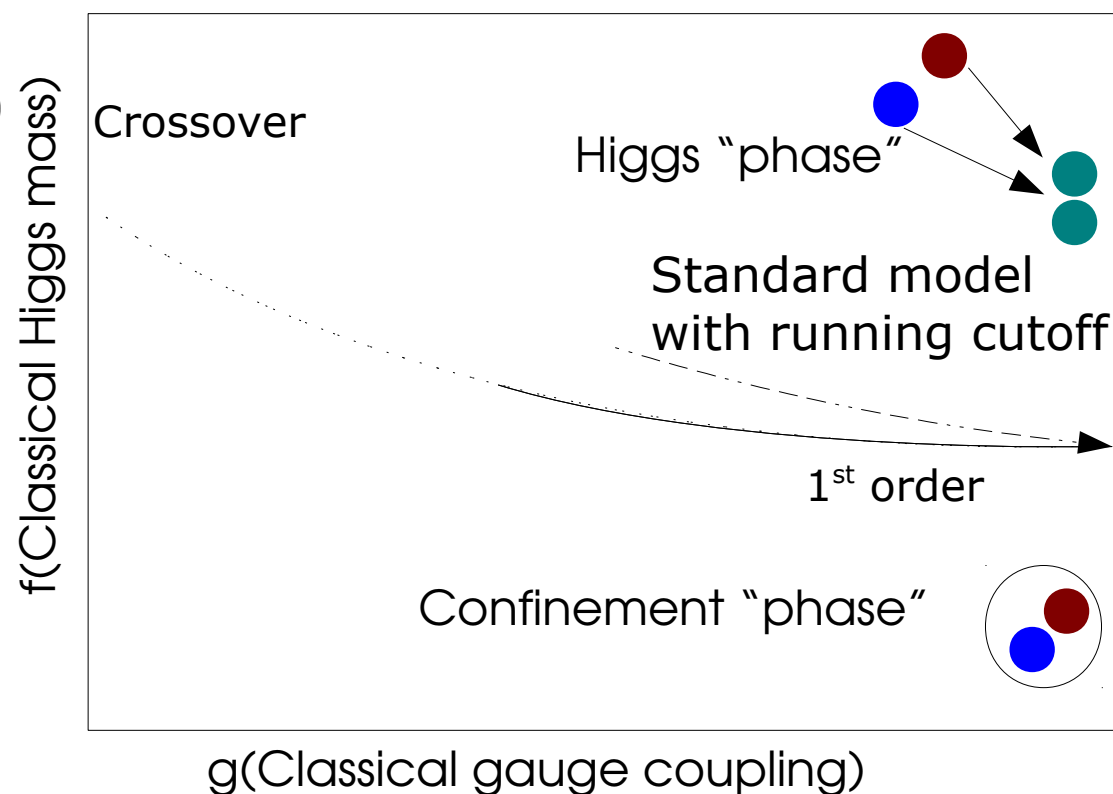 f(Classical Higgs mass)
Crossover
Higgs “phase”
Standard model
with running cutoff
1st order
Confinement “phase”
g(Classical gauge coupling)